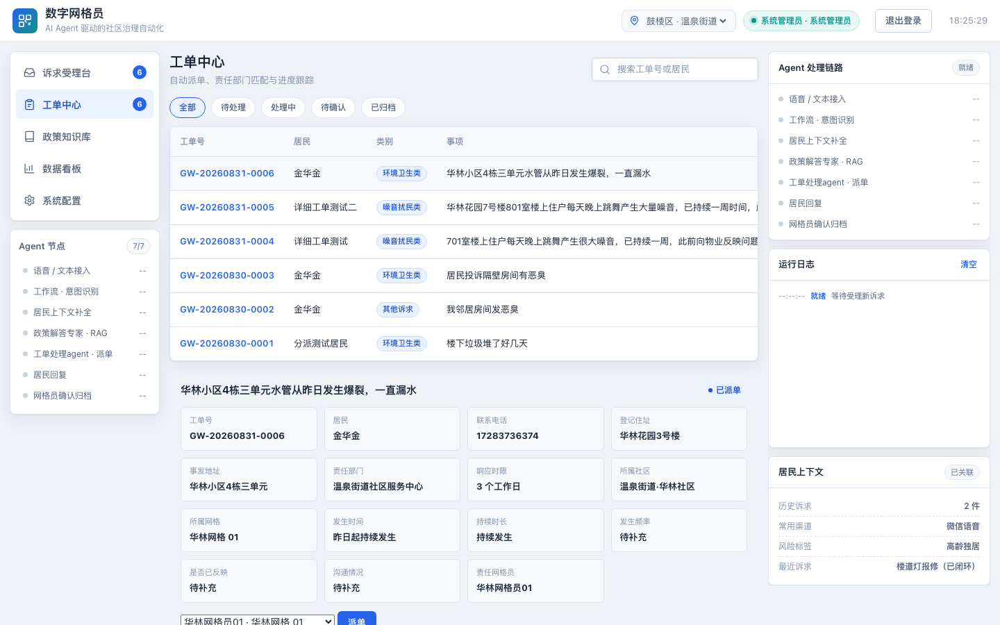 数字网格员
AI Agent 驱动的社区治理自动化
鼓楼区 · 温泉街道
系统管理员 · 系统管理员
退出登录
18:25:29
诉求受理台
6
工单中心
6
政策知识库
数据看板
系统配置
Agent 节点
7/7
语音 / 文本接入
--
工作流 · 意图识别
--
居民上下文补全
--
政策解答专家 · RAG
--
工单处理agent · 派单
--
居民回复
--
网格员确认归档
--
工单中心
自动派单、责任部门匹配与进度跟踪
搜索工单号或居民
全部
待处理
处理中
待确认
已归档
工单号 居民 类别 事项
GW-20260831-0006 金华金 环境卫生类 华林小区4栋三单元水管从昨日发生爆裂，一直漏水
GW-20260831-0005 详细工单测试二 噪音扰民类 华林花园7号楼801室楼上住户每天晚上跳舞产生大量噪音，已持续一周时间，
GW-20260831-0004 详细工单测试 噪音扰民类 701室楼上住户每天晚上跳舞产生很大噪音，已持续一周，此前向物业反映问题
GW-20260830-0003 金华金 环境卫生类 居民投诉隔壁房间有恶臭
GW-20260830-0002 金华金 其他诉求 我邻居房间发恶臭
GW-20260830-0001 分派测试居民 环境卫生类 楼下垃圾堆了好几天
华林小区4栋三单元水管从昨日发生爆裂，一直漏水
已派单
工单号
GW-20260831-0006
居民
金华金
联系电话
17283736374
登记住址
华林花园3号楼
事发地址
华林小区4栋三单元
责任部门
温泉街道社区服务中心
响应时限
3 个工作日
所属社区
温泉街道·华林社区
所属网格
华林网格 01
发生时间
昨日起持续发生
持续时长
持续发生
发生频率
待补充
是否已反映
待补充
沟通情况
待补充
责任网格员
华林网格员01
华林网格员01 · 华林网格 01
派单
Agent 处理链路
就绪
语音 / 文本接入
--
工作流 · 意图识别
--
居民上下文补全
--
政策解答专家 · RAG
--
工单处理agent · 派单
--
居民回复
--
网格员确认归档
--
运行日志
清空
--:--:-- 就绪 等待受理新诉求
居民上下文
已关联
历史诉求 2 件
常用渠道 微信语音
风险标签 高龄独居
最近诉求 楼道灯报修（已闭环）